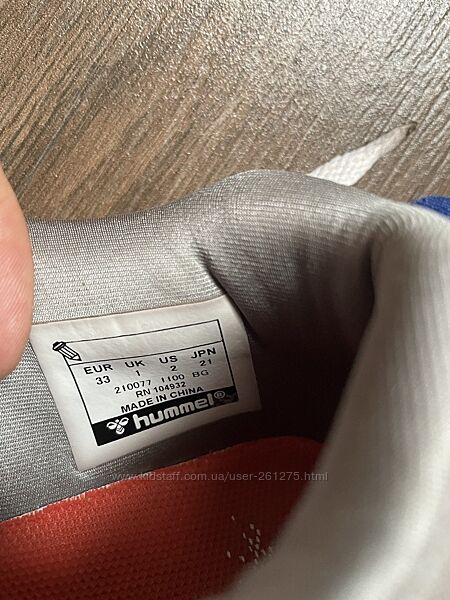 EUR UK US JPN
33 1 2 21
210077 1100 BG
RN 104932
MADE IN CHINA
hummel®
www.kidstaff.com.ua/user-261275.html